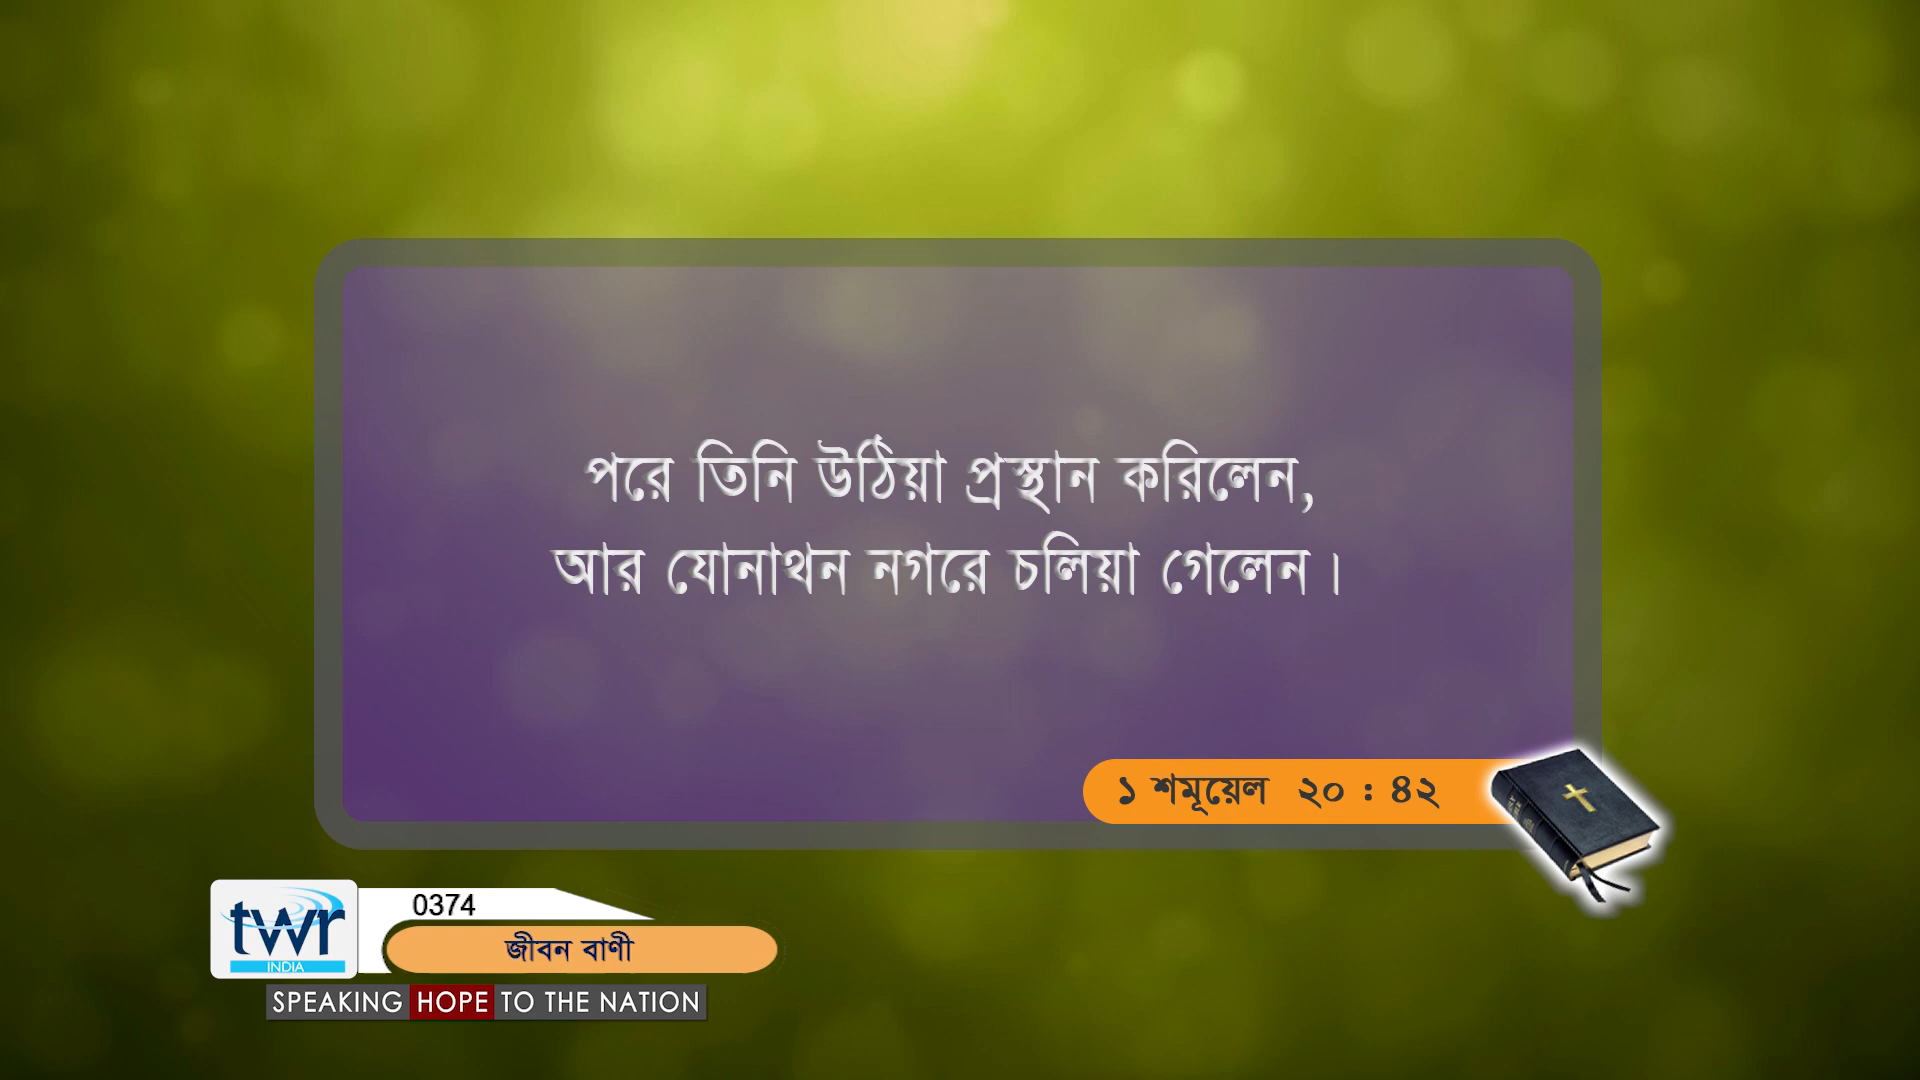 পরে তিনি উঠিয়া প্রস্থান করিলেন,
আর যোনাথন নগরে চলিয়া গেলেন।
১ শমূয়েল ২০ : ৪২
twr
INDIA
0374
জীবন বাণী
SPEAKING HOPE TO THE NATION